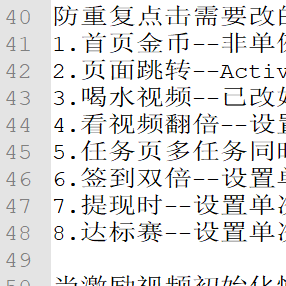 40 防重复点击需要改的
41 1.首页金币--非单
42 2.页面跳转--Activ
43 3.喝水视频--已改
44 4.看视频翻倍--设
45 5.任务页多任务同时
46 6.签到双倍--设置单
47 7.提现时--设置单次
48 8.达标赛--设置单次
49